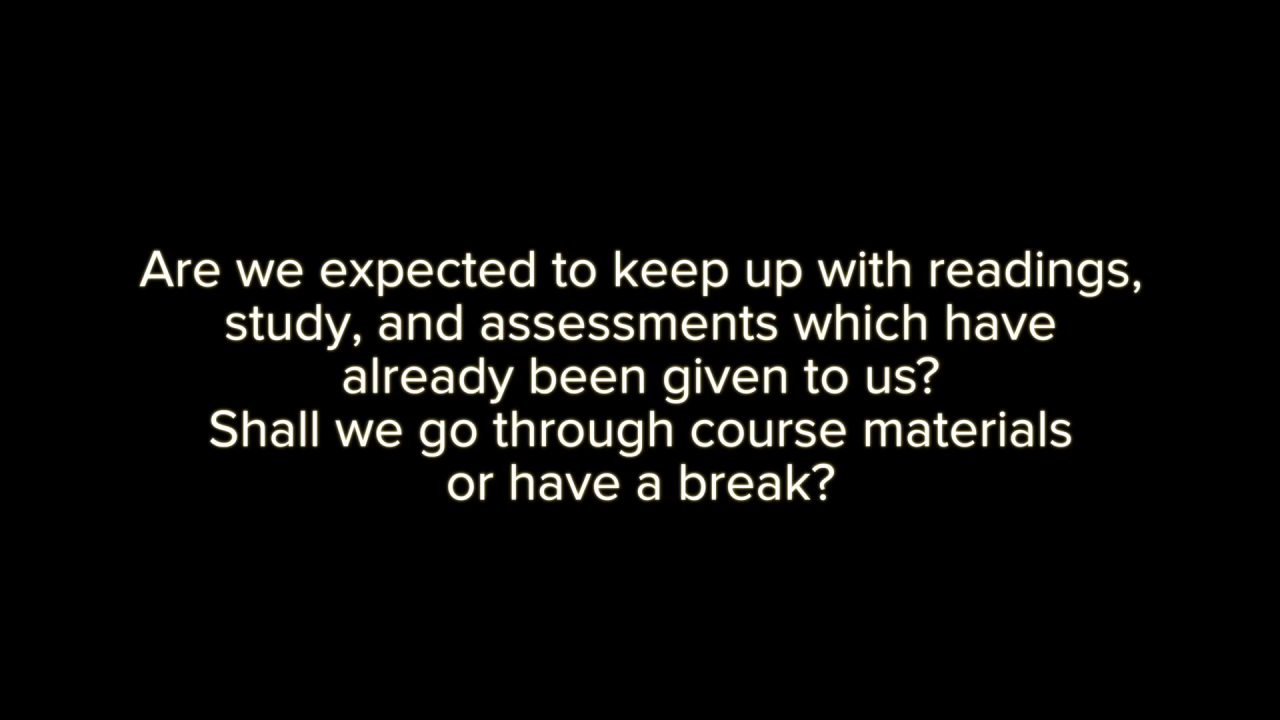 Are we expected to keep up with readings,
study, and assessments which have
already been given to us?
Shall we go through course materials
or have a break?